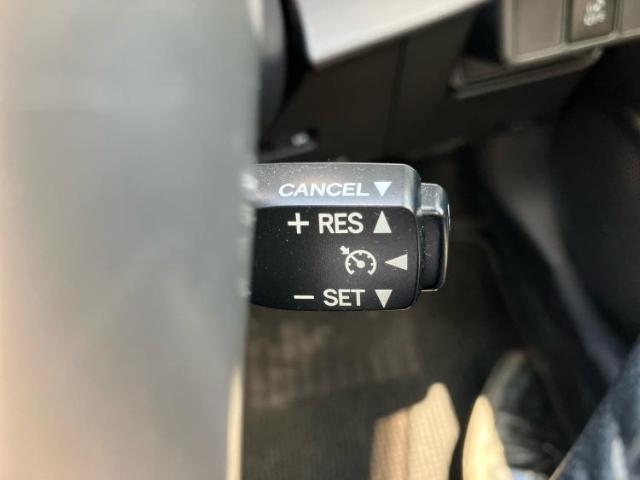 CANCEL▼
+ RES ▲
◀
− SET ▼